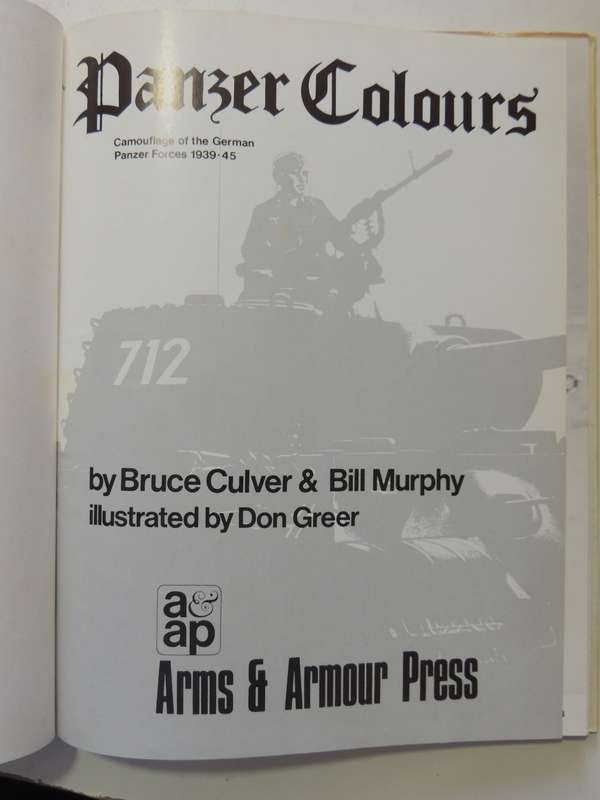 Panzer Colours
Camouflage of the German
Panzer Forces 1939-45
712
by Bruce Culver & Bill Murphy
illustrated by Don Greer
a&
ap
Arms & Armour Press